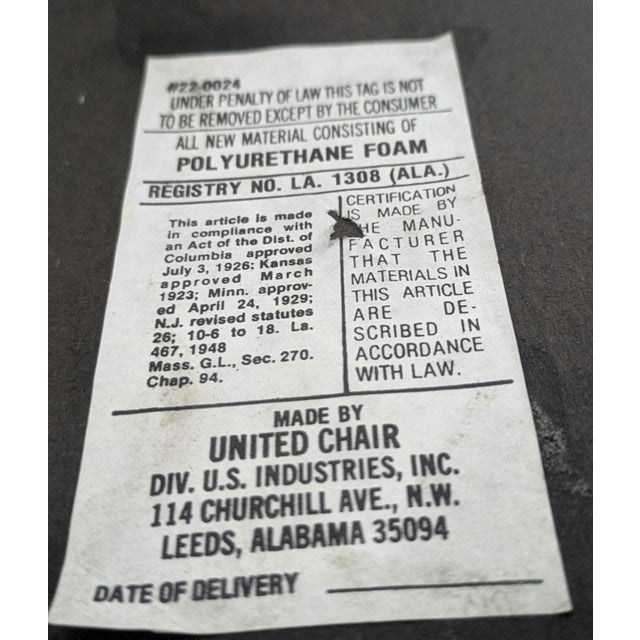 #22-0024
UNDER PENALTY OF LAW THIS TAG IS NOT
TO BE REMOVED EXCEPT BY THE CONSUMER
ALL NEW MATERIAL CONSISTING OF
POLYURETHANE FOAM
REGISTRY NO. LA. 1308 (ALA.)
This article is made
in compliance with
an Act of the Dist. of
Columbia approved
July 3, 1926; Kansas
approved March
1923; Minn. approv-
ed April 24, 1929;
N.J. revised statutes
26; 10-6 to 18. La.
467, 1948
Mass. G.L., Sec. 270.
Chap. 94.
CERTIFICATION
IS MADE BY
THE MANU-
FACTURER
THAT THE
MATERIALS IN
THIS ARTICLE
ARE DE-
SCRIBED IN
ACCORDANCE
WITH LAW.
MADE BY
UNITED CHAIR
DIV. U.S. INDUSTRIES, INC.
114 CHURCHILL AVE., N.W.
LEEDS, ALABAMA 35094
DATE OF DELIVERY